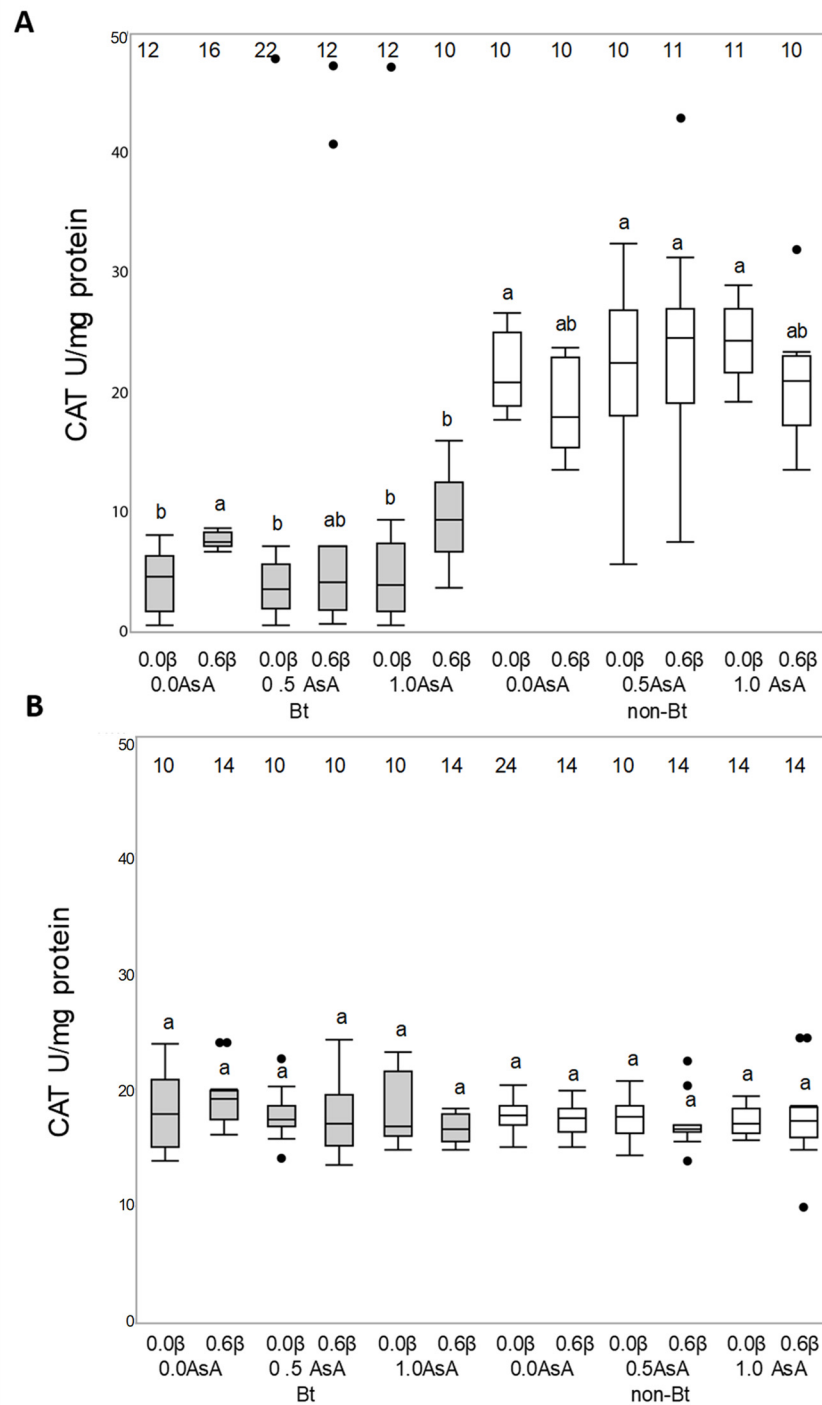 A
50
12 16 22 12 12 10 10 10 10 11 11 10
40
a a a
30
a ab ab
CAT U/mg protein
20
b
10
b a b ab b
0
0.0β 0.6β 0.0β 0.6β 0.0β 0.6β 0.0β 0.6β 0.0β 0.6β 0.0β 0.6β
0.0AsA 0 .5 AsA 1.0AsA 0.0AsA 0.5AsA 1.0 AsA
Bt non-Bt
B
50
10 14 10 10 10 14 24 14 10 14 14 14
40
30
CAT U/mg protein
a a a a a a a a a a a a
20
10
0
0.0β 0.6β 0.0β 0.6β 0.0β 0.6β 0.0β 0.6β 0.0β 0.6β 0.0β 0.6β
0.0AsA 0 .5 AsA 1.0AsA 0.0AsA 0.5AsA 1.0 AsA
Bt non-Bt